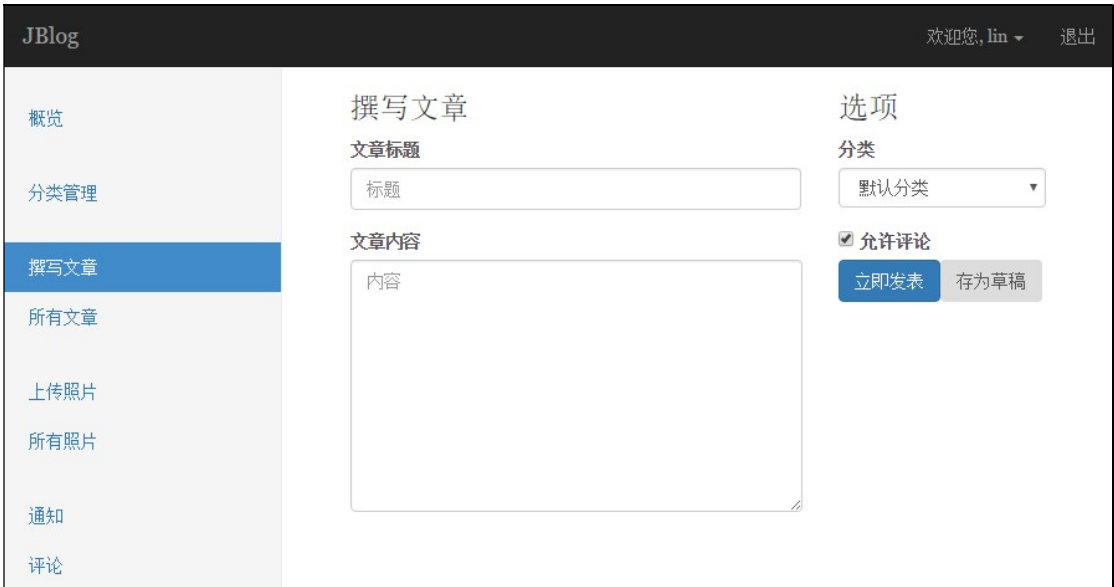 JBlog
欢迎您, lin
退出
概览
分类管理
撰写文章
所有文章
上传照片
所有照片
通知
评论
撰写文章
文章标题
标题
文章内容
内容
选项
分类
默认分类
允许评论
立即发表
存为草稿